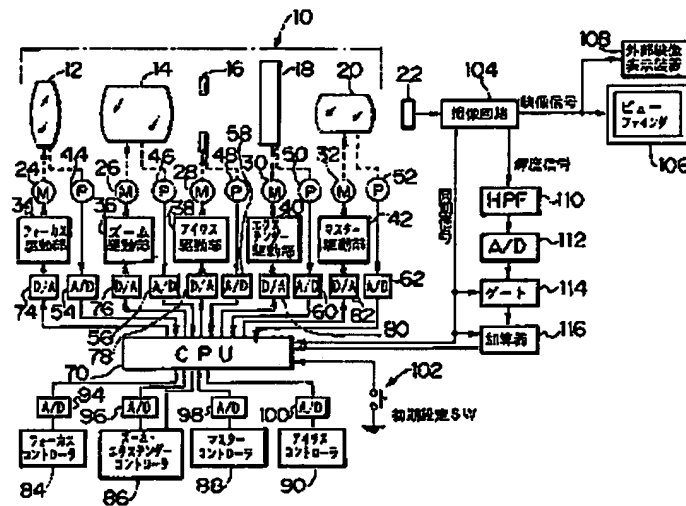 10
12
14
16
18
20
22
104
108
外部映像
表示装置
撮像回路
映像信号
ビュー
ファインダ
106
輝度信号
同期信号
HPF
110
A/D
112
ゲート
114
加算器
116
24
M
44
P
26
M
46
P
28
M
48
58
P
30
M
50
P
32
M
52
P
34
フォーカス
駆動部
36
ズーム
駆動部
38
アイリス
駆動部
40
エクス
テンダー
駆動部
42
マスター
駆動部
74
D/A
54
A/D
76
D/A
56
A/D
78
D/A
A/D
80
D/A
60
A/D
82
D/A
62
A/D
70
CPU
102
初期設定SW
94
A/D
96
A/D
98
A/D
100
A/D
フォーカス
コントローラ
84
ズーム・
エクステンダー
コントローラ
86
マスター
コントローラ
88
アイリス
コントローラ
90